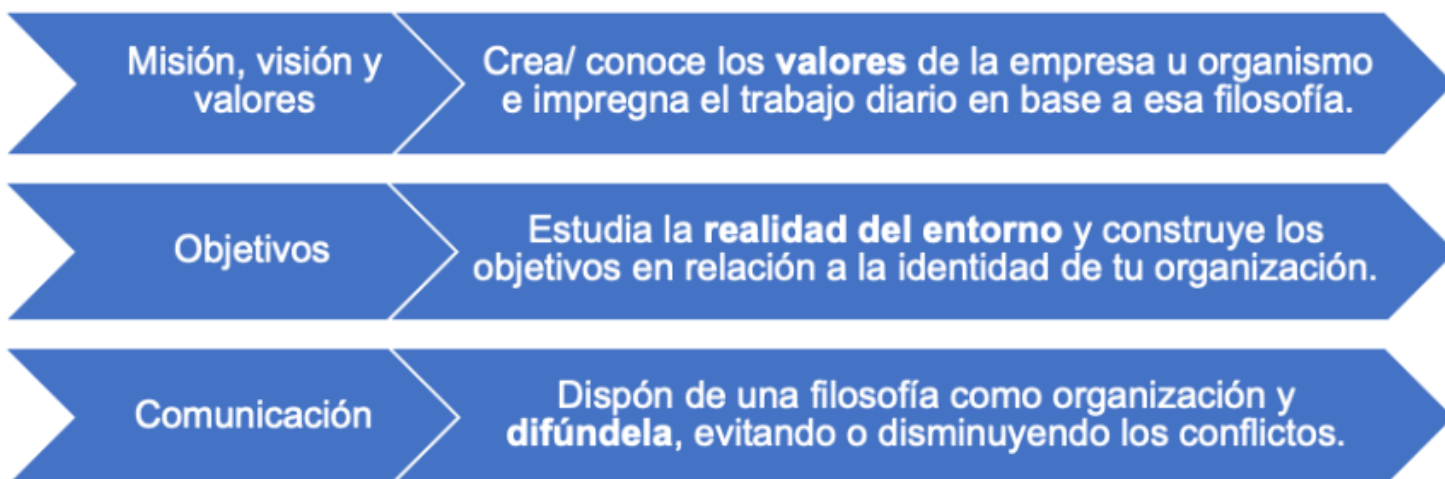 Misión, visión y
valores
Crea/ conoce los valores de la empresa u organismo
e impregna el trabajo diario en base a esa filosofía.
Objetivos
Estudia la realidad del entorno y construye los
objetivos en relación a la identidad de tu organización.
Comunicación
Dispón de una filosofía como organización y
difúndela, evitando o disminuyendo los conflictos.